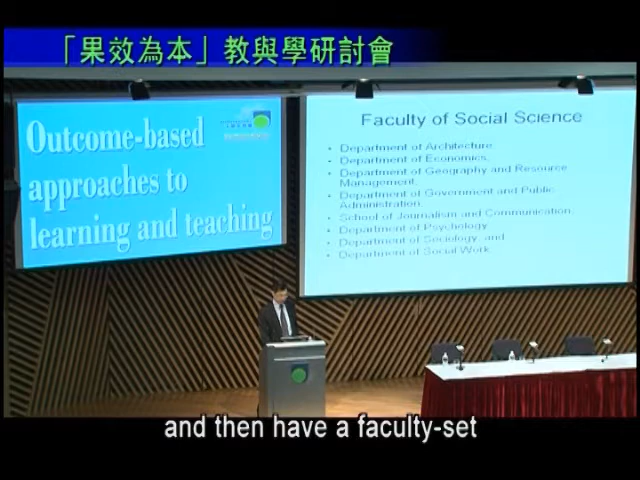 「果效為本」教與學研討會
Outcome-based
approaches to
learning and teaching
Faculty of Social Science
• Department of Architecture,
• Department of Economics,
• Department of Geography and Resource
Management,
• Department of Government and Public
Administration,
• School of Journalism and Communication,
• Department of Psychology,
• Department of Sociology, and
• Department of Social Work
and then have a faculty-set